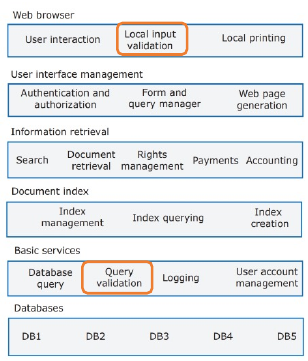 Web browser
User interaction Local input validation Local printing
User interface management
Authentication and authorization Form and query manager Web page generation
Information retrieval
Search Document retrieval Rights management Payments Accounting
Document index
Index management Index querying Index creation
Basic services
Database query Query validation Logging User account management
Databases
DB1 DB2 DB3 DB4 DB5